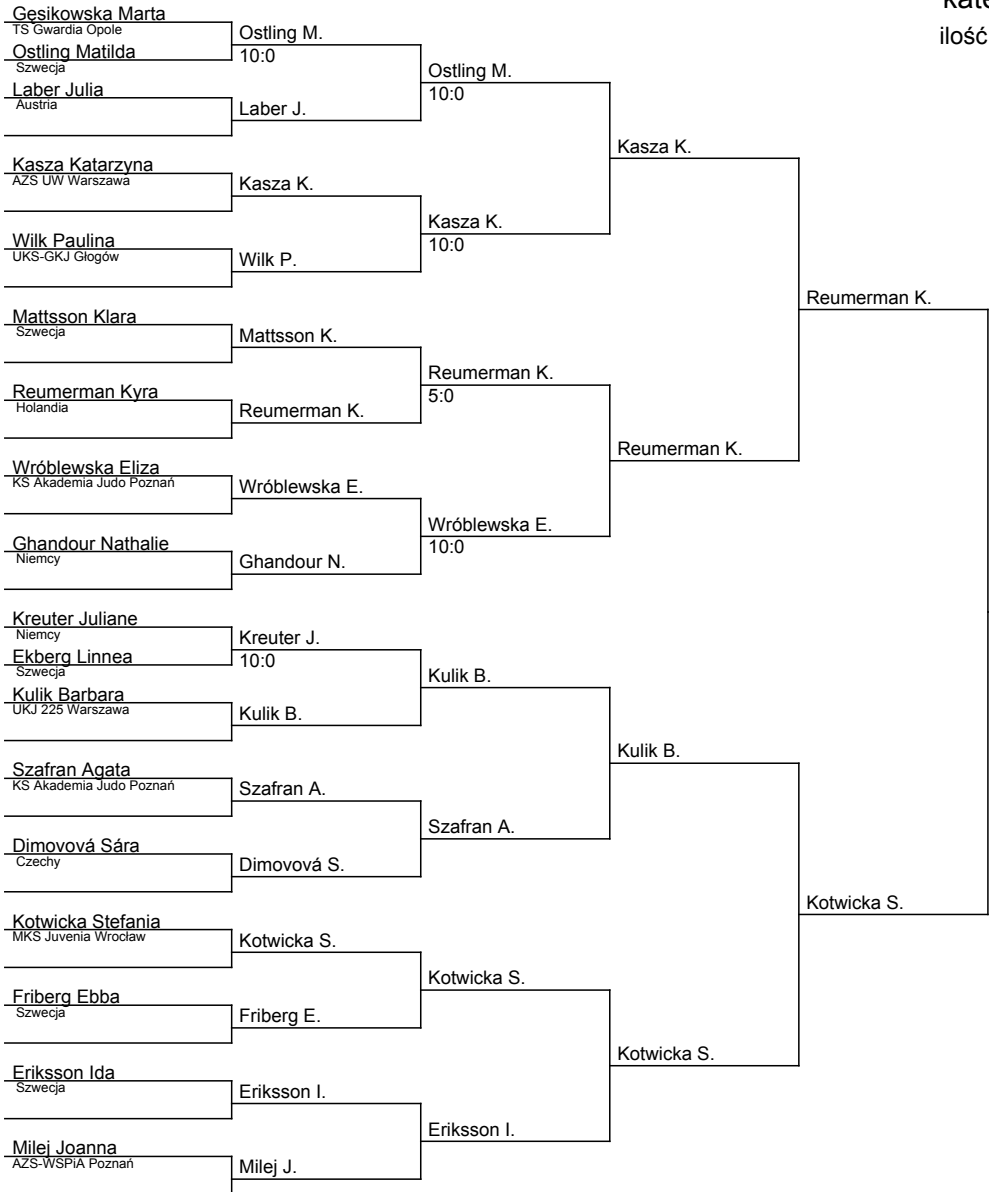 Gęsikowska Marta
TS Gwardia Opole
Ostling Matilda
Szwecja
Laber Julia
Austria
Kasza Katarzyna
AZS UW Warszawa
Wilk Paulina
UKS-GKJ Głogów
Mattsson Klara
Szwecja
Reumerman Kyra
Holandia
Wróblewska Eliza
KS Akademia Judo Poznań
Ghandour Nathalie
Niemcy
Kreuter Juliane
Niemcy
Ekberg Linnea
Szwecja
Kulik Barbara
UKJ 225 Warszawa
Szafran Agata
KS Akademia Judo Poznań
Dimovová Sára
Czechy
Kotwicka Stefania
MKS Juvenia Wrocław
Friberg Ebba
Szwecja
Eriksson Ida
Szwecja
Milej Joanna
AZS-WSPiA Poznań
Ostling M.
10:0
Laber J.
Kasza K.
Wilk P.
Mattsson K.
Reumerman K.
Wróblewska E.
Ghandour N.
Kreuter J.
10:0
Kulik B.
Szafran A.
Dimovová S.
Kotwicka S.
Friberg E.
Eriksson I.
Milej J.
Ostling M.
10:0
Kasza K.
10:0
Reumerman K.
5:0
Wróblewska E.
10:0
Kulik B.
Szafran A.
Kotwicka S.
Eriksson I.
Kasza K.
Reumerman K.
Kulik B.
Kotwicka S.
Reumerman K.
Kotwicka S.
ilość